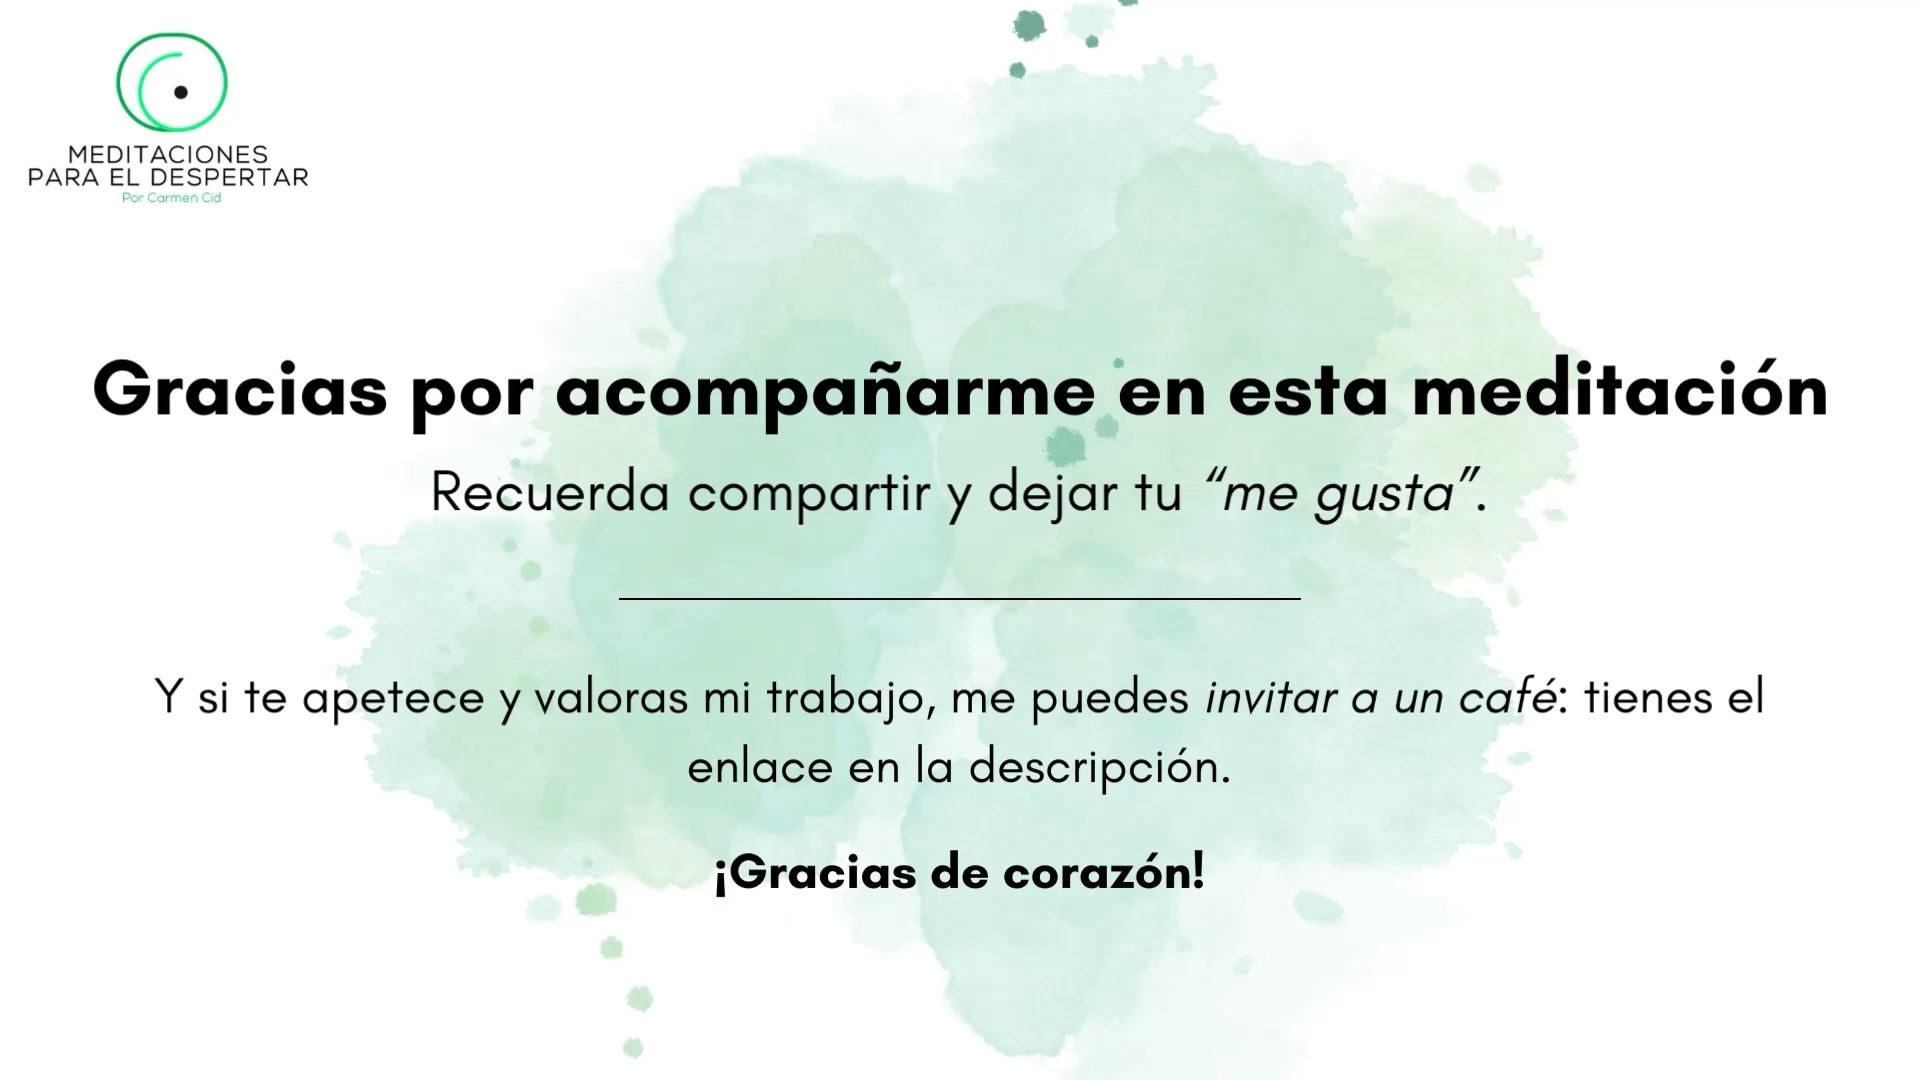 MEDITACIONES
PARA EL DESPERTAR
Por Carmen Cid
Gracias por acompañarme en esta meditación
Recuerda compartir y dejar tu “me gusta”.
Y si te apetece y valoras mi trabajo, me puedes invitar a un café: tienes el
enlace en la descripción.
¡Gracias de corazón!